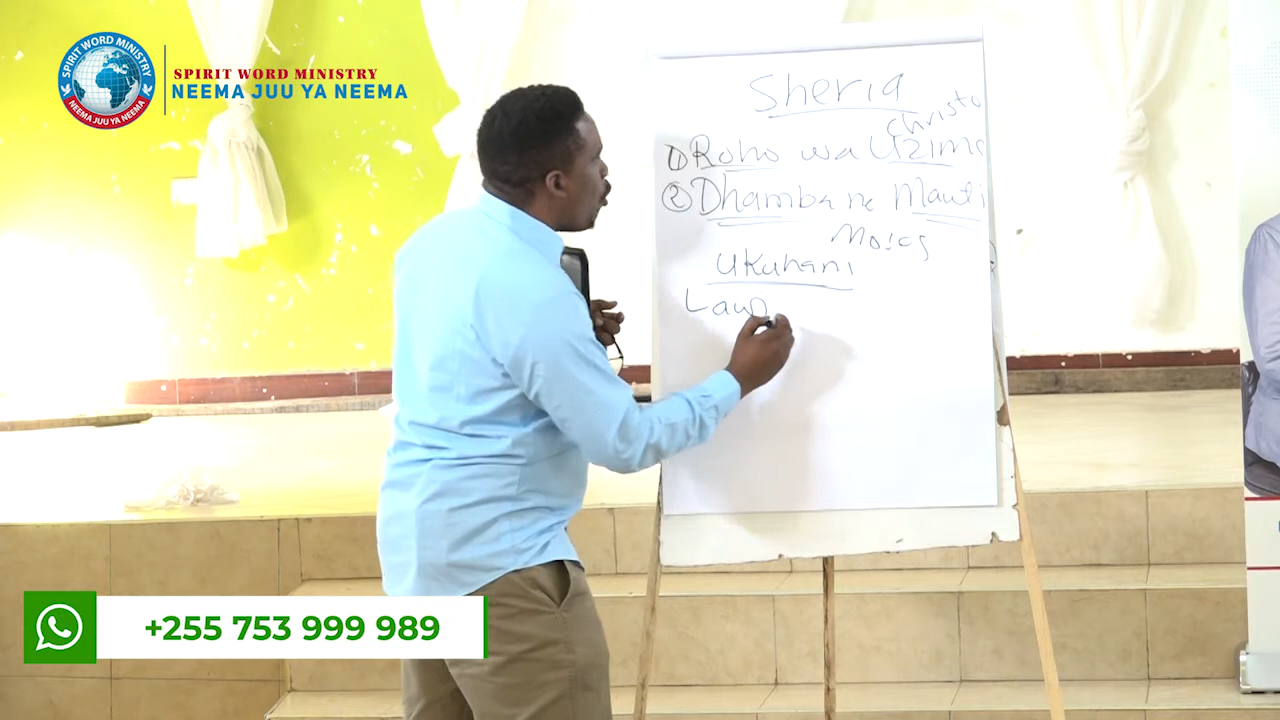 SPIRIT WORD MINISTRY
NEEMA JUU YA NEEMA
SPIRIT WORD MINISTRY
NEEMA JUU YA NEEMA
Sheria
Christo
1 Roho wa Uzima
2 Dhamba na Mauti
Moses
Ukuhani
Law
+255 753 999 989